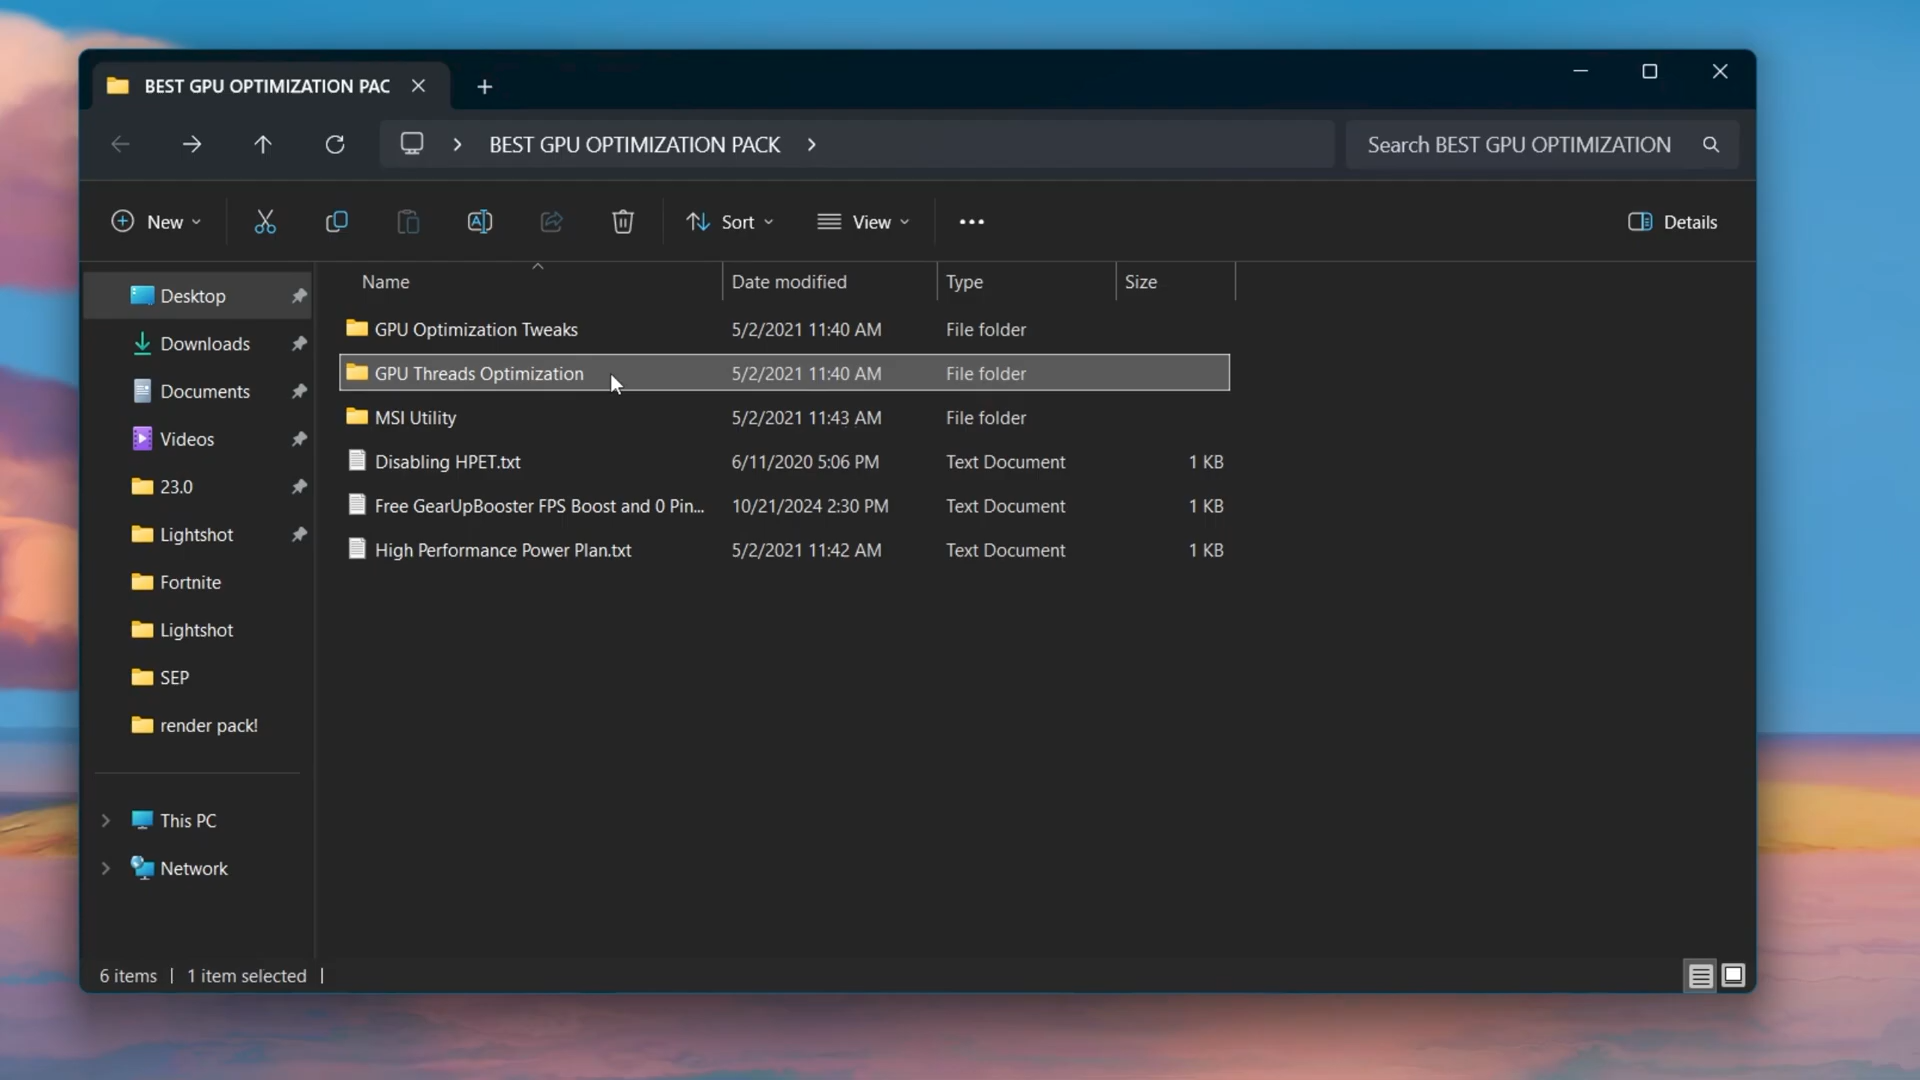 BEST GPU OPTIMIZATION PAC
BEST GPU OPTIMIZATION PACK
Search BEST GPU OPTIMIZATION
New
Sort
View
Details
Name
Date modified
Type
Size
Desktop
Downloads
Documents
Videos
23.0
Lightshot
Fortnite
Lightshot
SEP
render pack!
This PC
Network
GPU Optimization Tweaks 5/2/2021 11:40 AM File folder
GPU Threads Optimization 5/2/2021 11:40 AM File folder
MSI Utility 5/2/2021 11:43 AM File folder
Disabling HPET.txt 6/11/2020 5:06 PM Text Document 1 KB
Free GearUpBooster FPS Boost and 0 Pin... 10/21/2024 2:30 PM Text Document 1 KB
High Performance Power Plan.txt 5/2/2021 11:42 AM Text Document 1 KB
6 items 1 item selected